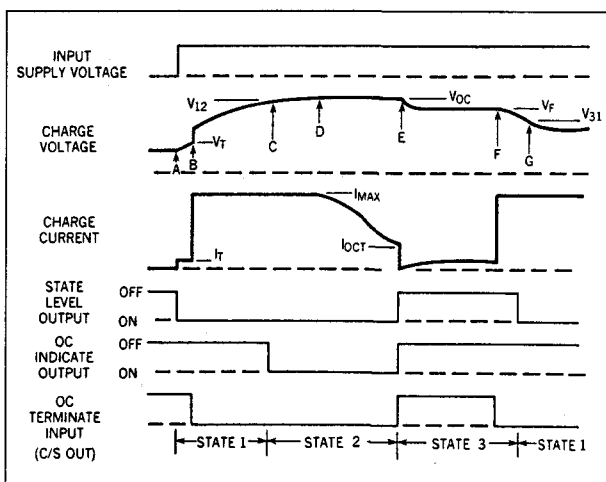 INPUT
SUPPLY VOLTAGE
V12
VOC
VF
V31
CHARGE
VOLTAGE
VT
A
B
C
D
E
F
G
CHARGE
CURRENT
IMAX
IOCT
IT
STATE
LEVEL
OUTPUT
OFF
ON
OC
INDICATE
OUTPUT
OFF
ON
OC
TERMINATE
INPUT
(C/S OUT)
STATE 1
STATE 2
STATE 3
STATE 1